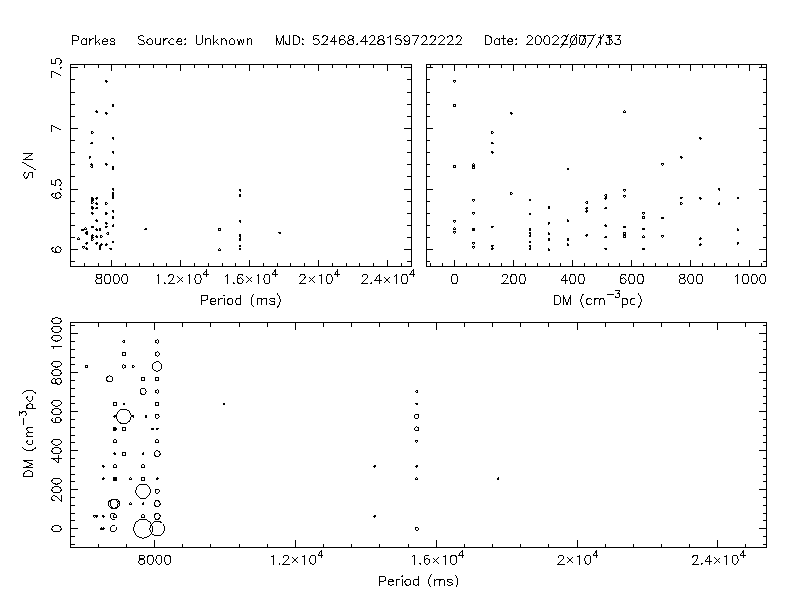 Parkes Source: Unknown MJD: 52468.428159722222 Date:
7.5
7
6.5
6
S/N
8000 1.2×10⁴ 1.6×10⁴ 2×10⁴ 2.4×10⁴
Period (ms)
0 200 400 600 800 1000
DM (cm⁻³pc)
1000
800
600
400
200
0
DM (cm⁻³pc)
8000 1.2×10⁴ 1.6×10⁴ 2×10⁴ 2.4×10⁴
Period (ms)